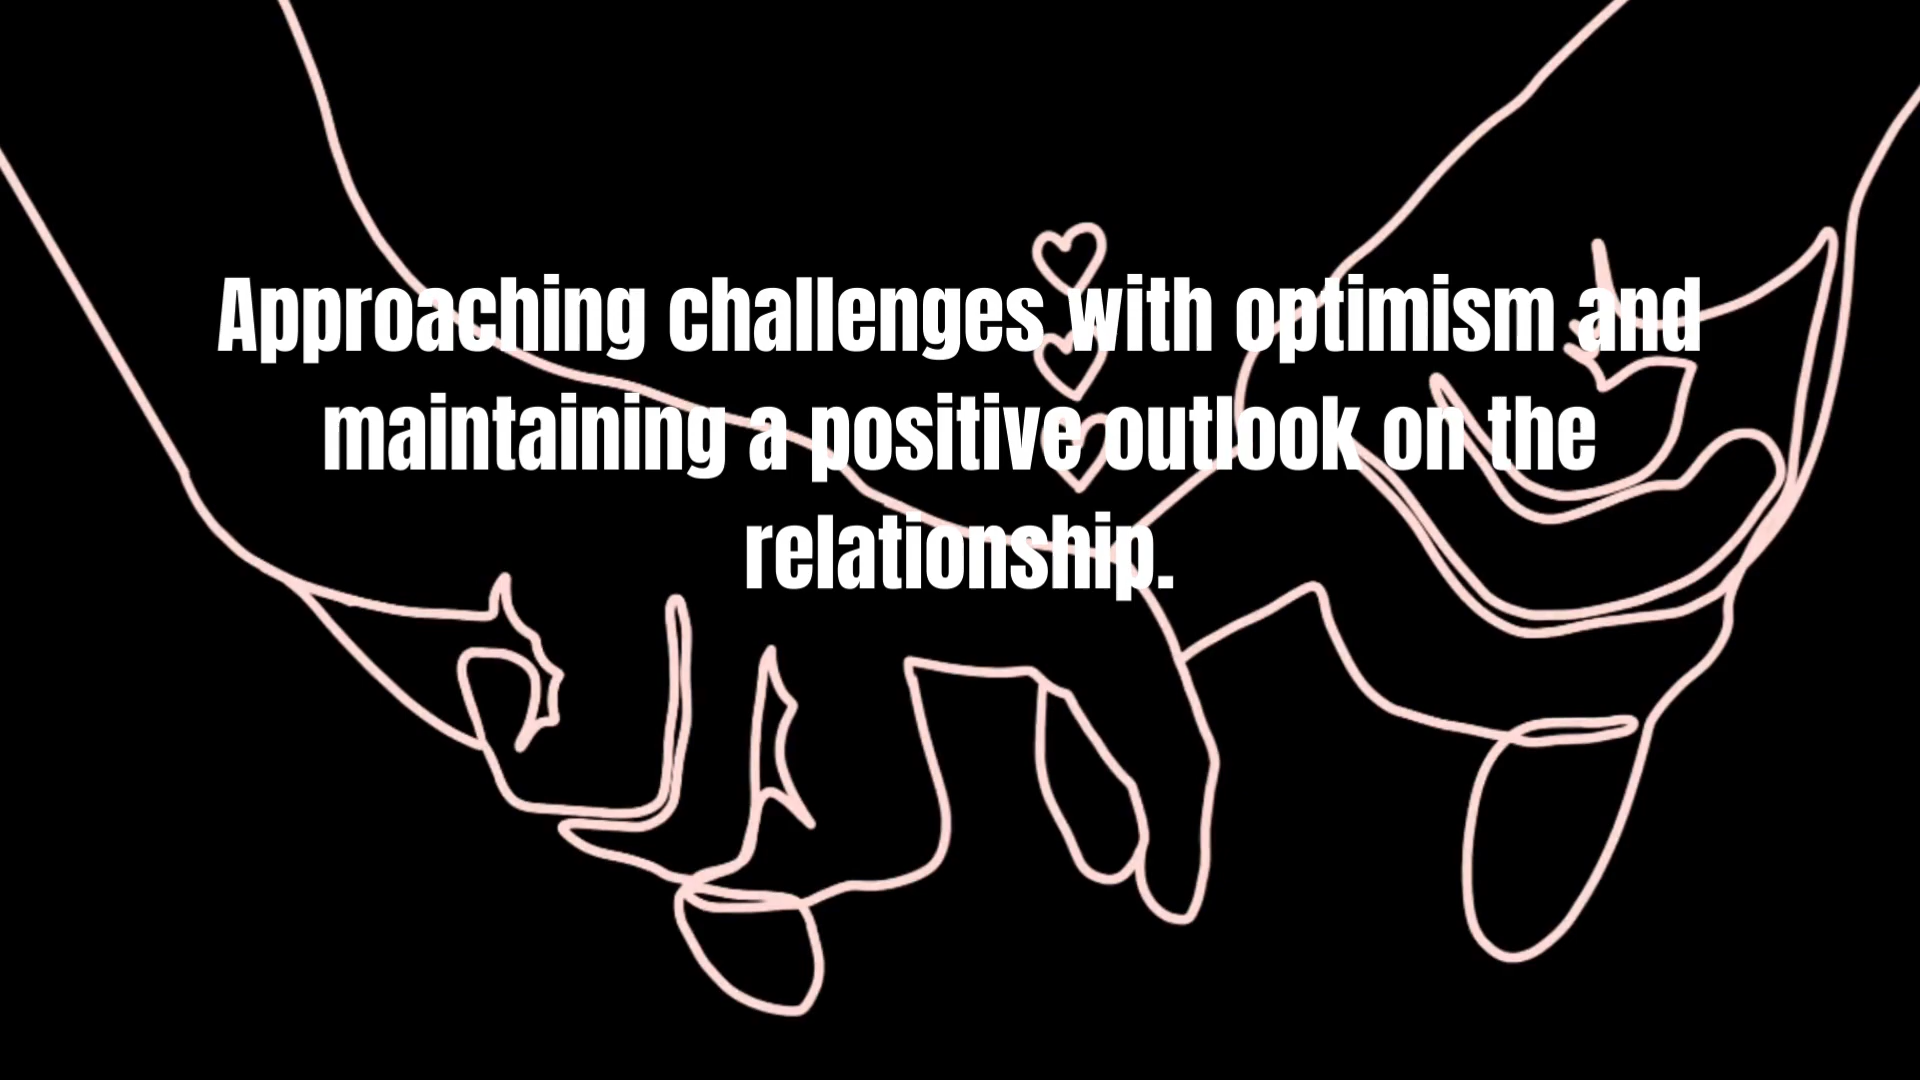 Approaching challenges with optimism and
maintaining a positive outlook on the
relationship.